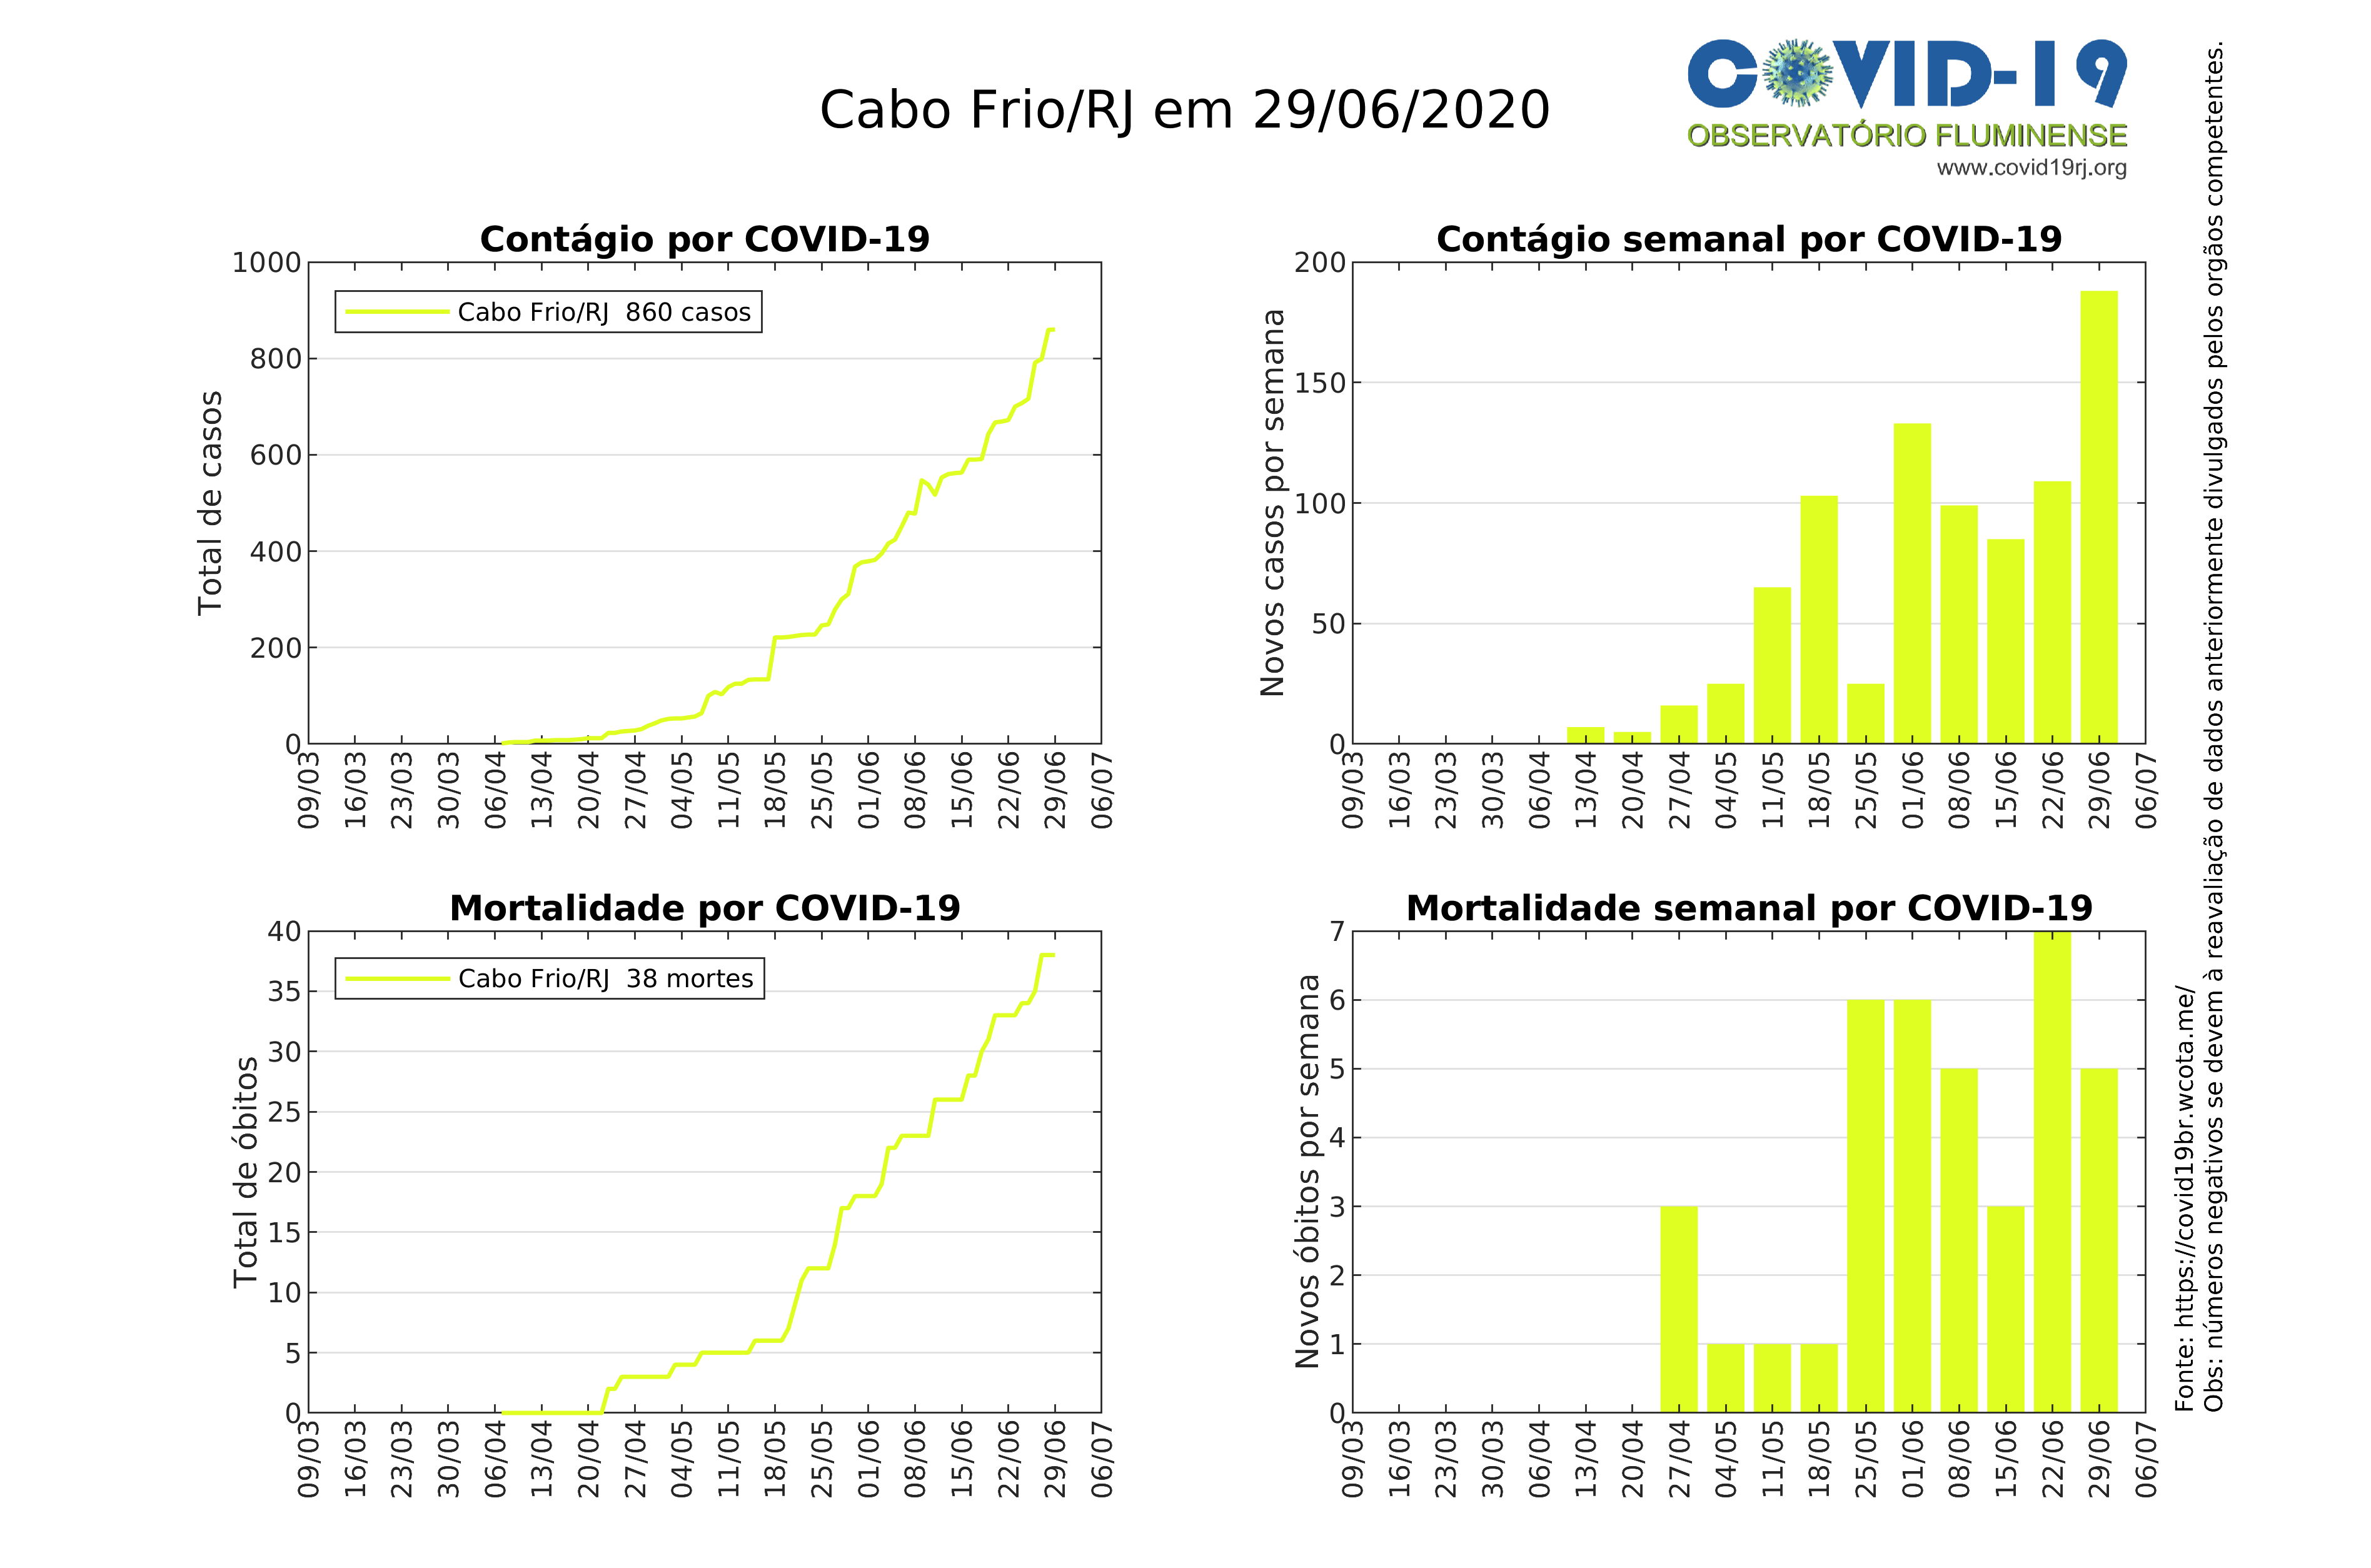 Cabo Frio/RJ em 29/06/2020
COVID-19
OBSERVATÓRIO FLUMINENSE
www.covid19rj.org
Contágio por COVID-19
Total de casos
1000
800
600
400
200
0
Cabo Frio/RJ 860 casos
09/03 16/03 23/03 30/03 06/04 13/04 20/04 27/04 04/05 11/05 18/05 25/05 01/06 08/06 15/06 22/06 29/06 06/07
Contágio semanal por COVID-19
Novos casos por semana
200
150
100
50
0
09/03 16/03 23/03 30/03 06/04 13/04 20/04 27/04 04/05 11/05 18/05 25/05 01/06 08/06 15/06 22/06 29/06 06/07
Mortalidade por COVID-19
Total de óbitos
40
35
30
25
20
15
10
5
0
Cabo Frio/RJ 38 mortes
09/03 16/03 23/03 30/03 06/04 13/04 20/04 27/04 04/05 11/05 18/05 25/05 01/06 08/06 15/06 22/06 29/06 06/07
Mortalidade semanal por COVID-19
Novos óbitos por semana
7
6
5
4
3
2
1
0
09/03 16/03 23/03 30/03 06/04 13/04 20/04 27/04 04/05 11/05 18/05 25/05 01/06 08/06 15/06 22/06 29/06 06/07
Fonte: https://covid19br.wcota.me/
Obs: números negativos se devem à reavaliação de dados anteriormente divulgados pelos orgãos competentes.